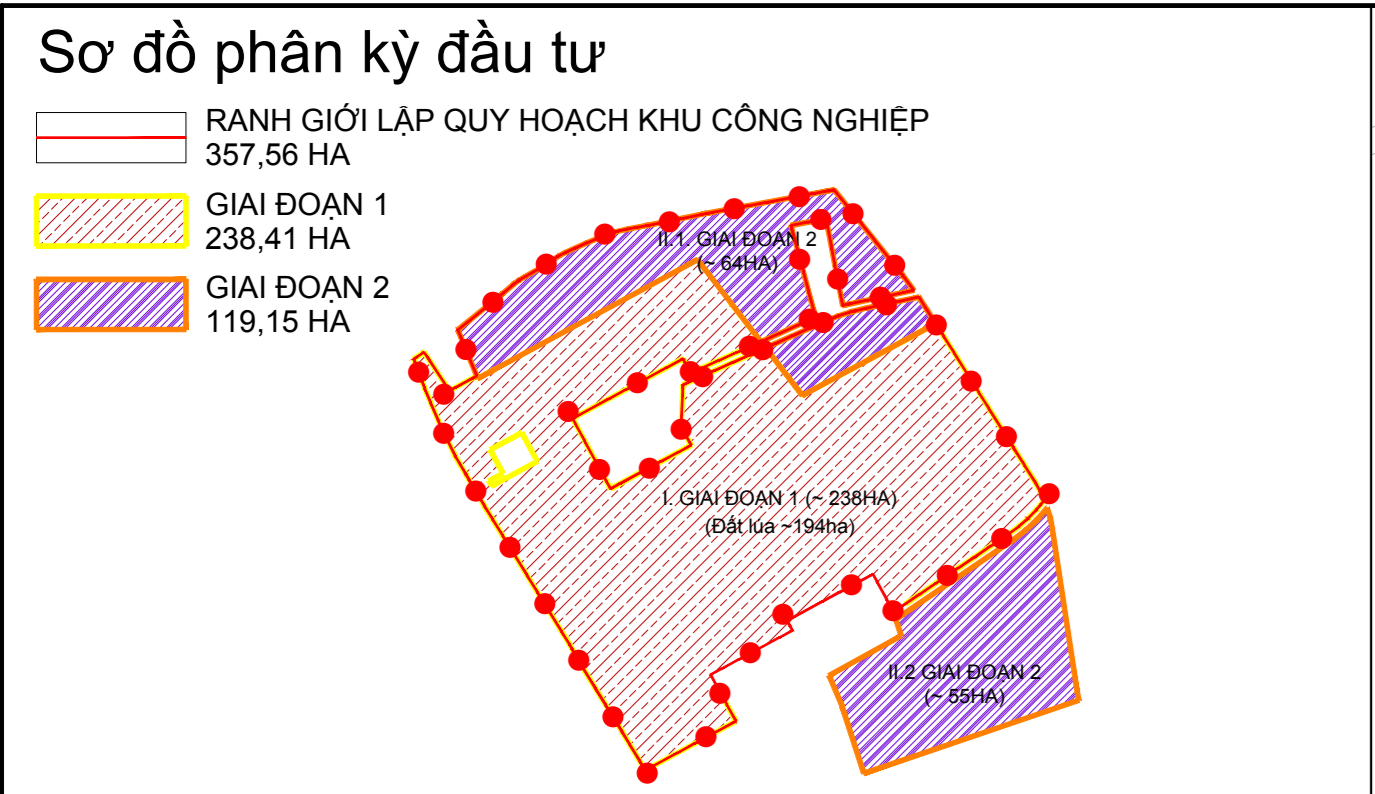 Sơ đồ phân kỳ đầu tư
RANH GIỚI LẬP QUY HOẠCH KHU CÔNG NGHIỆP
357,56 HA
GIAI ĐOẠN 1
238,41 HA
GIAI ĐOẠN 2
119,15 HA
II.1. GIAI ĐOẠN 2
(~ 64HA)
I. GIAI ĐOẠN 1 (~ 238HA)
(Đất lúa ~194ha)
II.2 GIAI ĐOẠN 2
(~ 55HA)